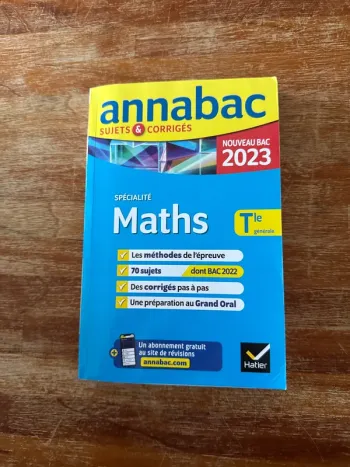 annabac
SUJETS & CORRIGÉS
NOUVEAU BAC
2023
SPÉCIALITÉ
Maths
Tle
générale
Les méthodes de l'épreuve
70 sujets dont BAC 2022
Des corrigés pas à pas
Une préparation au Grand Oral
+
Un abonnement gratuit
au site de révisions
annabac.com
Hatier